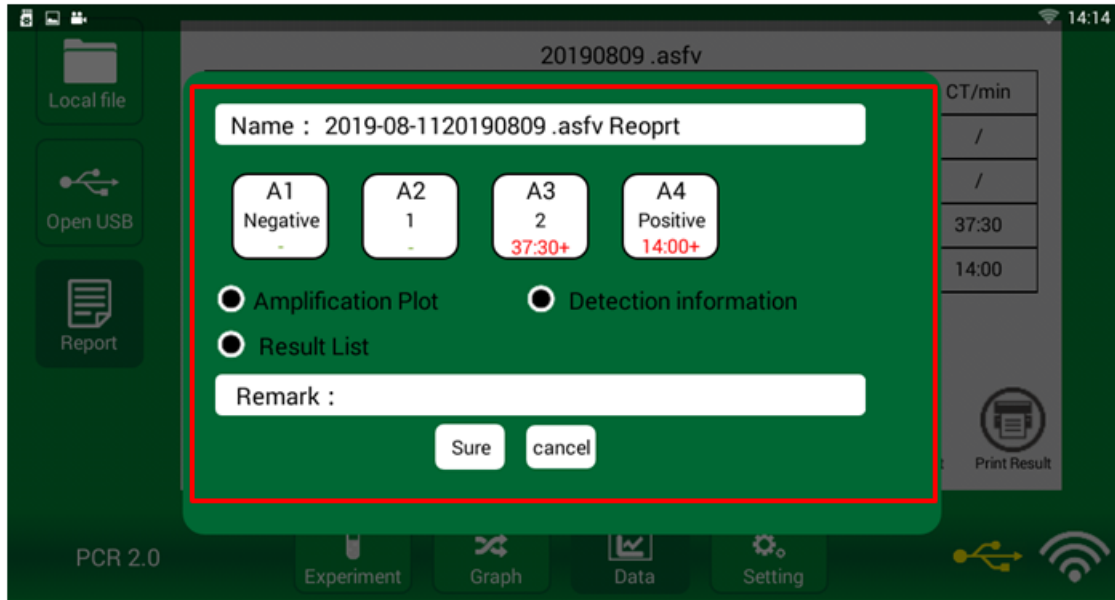 14:14
20190809 .asfv
Local file
CT/min
Name : 2019-08-1120190809 .asfv Reoprt
/
A1
Negative
-
A2
1
-
A3
2
37:30+
A4
Positive
14:00+
/
Open USB
37:30
14:00
Amplification Plot
Detection information
Report
Result List
Remark :
Sure
cancel
Print Result
PCR 2.0
Experiment
Graph
Data
Setting